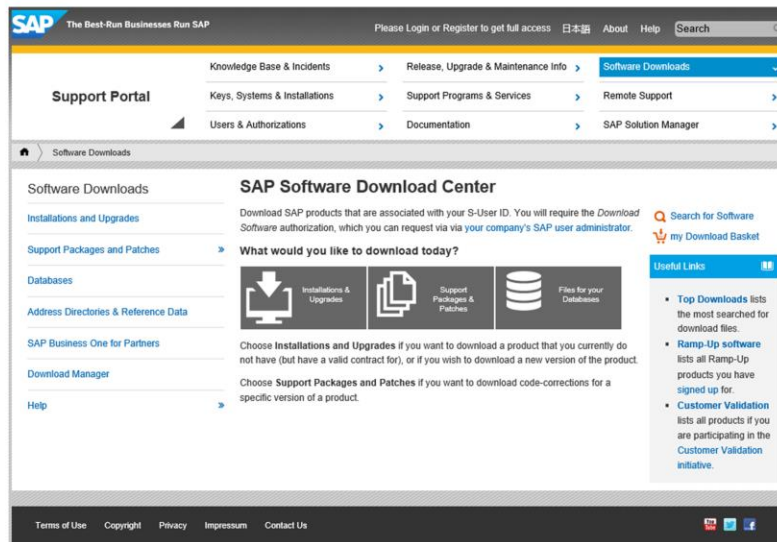 SAP The Best-Run Businesses Run SAP
Please Login or Register to get full access 日本語 About Help Search
Support Portal
Knowledge Base & Incidents
Release, Upgrade & Maintenance Info
Software Downloads
Keys, Systems & Installations
Support Programs & Services
Remote Support
Users & Authorizations
Documentation
SAP Solution Manager
Software Downloads
Software Downloads
Installations and Upgrades
Support Packages and Patches »
Databases
Address Directories & Reference Data
SAP Business One for Partners
Download Manager
Help »
SAP Software Download Center
Download SAP products that are associated with your S-User ID. You will require the Download
Software authorization, which you can request via via your company's SAP user administrator.
What would you like to download today?
Installations &
Upgrades
Support
Packages &
Patches
Files for your
Databases
Choose Installations and Upgrades if you want to download a product that you currently do
not have (but have a valid contract for), or if you wish to download a new version of the product.
Choose Support Packages and Patches if you want to download code-corrections for a
specific version of a product.
Search for Software
my Download Basket
Useful Links
• Top Downloads lists
the most searched for
download files.
• Ramp-Up software
lists all Ramp-Up
products you have
signed up for.
• Customer Validation
lists all products if you
are participating in the
Customer Validation
initiative.
Terms of Use Copyright Privacy Impressum Contact Us
You Tube